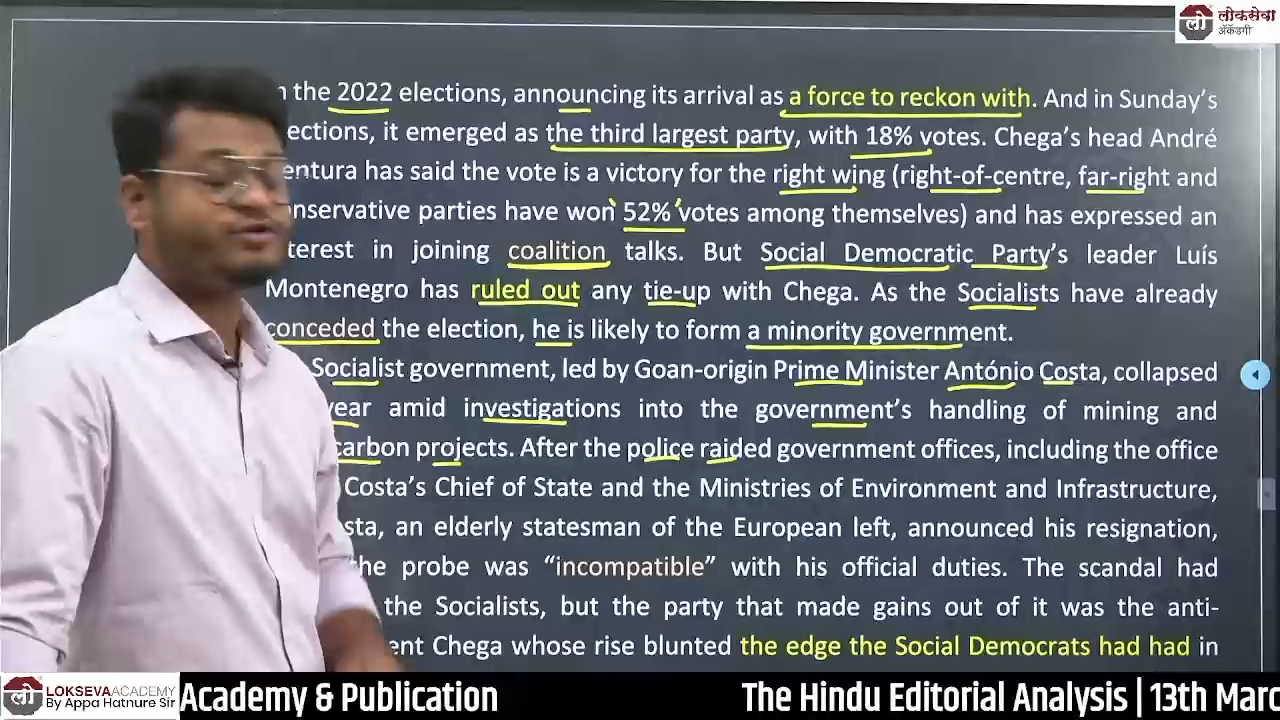 लोकसेवा
अ‍ॅकॅडमी
the 2022 elections, announcing its arrival as a force to reckon with. And in Sunday's
ections, it emerged as the third largest party, with 18% votes. Chega's head André
entura has said the vote is a victory for the right wing (right-of-centre, far-right and
onservative parties have won 52% votes among themselves) and has expressed an
terest in joining coalition talks. But Social Democratic Party's leader Luís
Montenegro has ruled out any tie-up with Chega. As the Socialists have already
conceded the election, he is likely to form a minority government.
Socialist government, led by Goan-origin Prime Minister António Costa, collapsed
year amid investigations into the government's handling of mining and
carbon projects. After the police raided government offices, including the office
Costa's Chief of State and the Ministries of Environment and Infrastructure,
sta, an elderly statesman of the European left, announced his resignation,
the probe was “incompatible” with his official duties. The scandal had
the Socialists, but the party that made gains out of it was the anti-
ent Chega whose rise blunted the edge the Social Democrats had had in
LOKSEVA ACADEMY
By Appa Hatnure Sir
Academy & Publication
The Hindu Editorial Analysis | 13th Marc